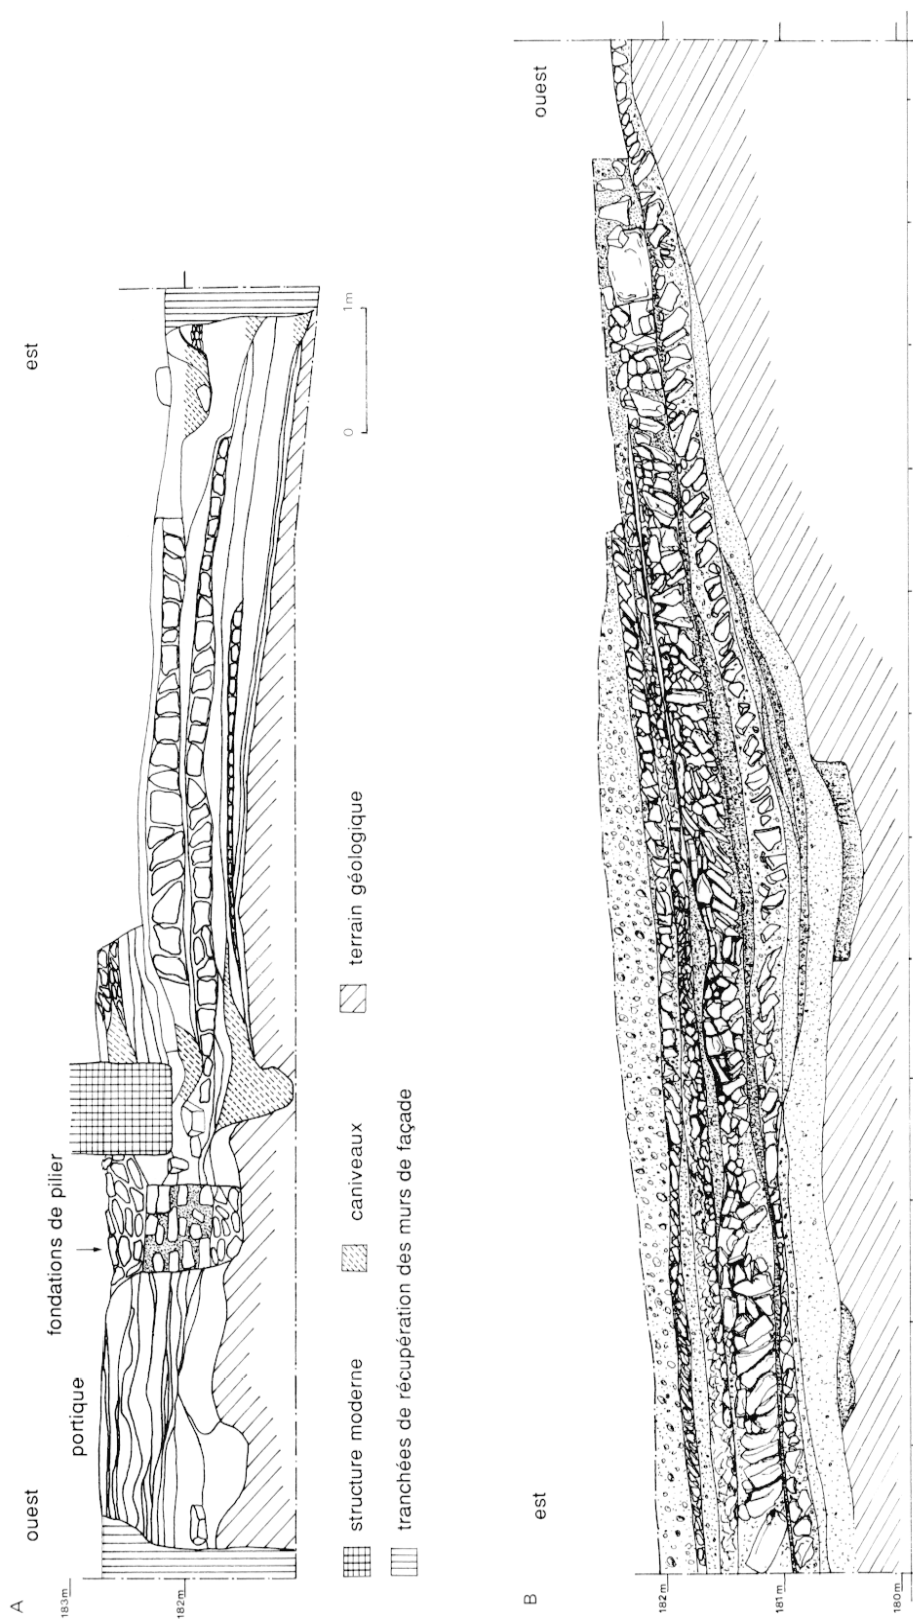 A
ouest
est
portique
fondations de pilier
183m
182m
0 1m
structure moderne
caniveaux
terrain géologique
tranchées de récupération des murs de façade
B
est
ouest
182m
181m
180m